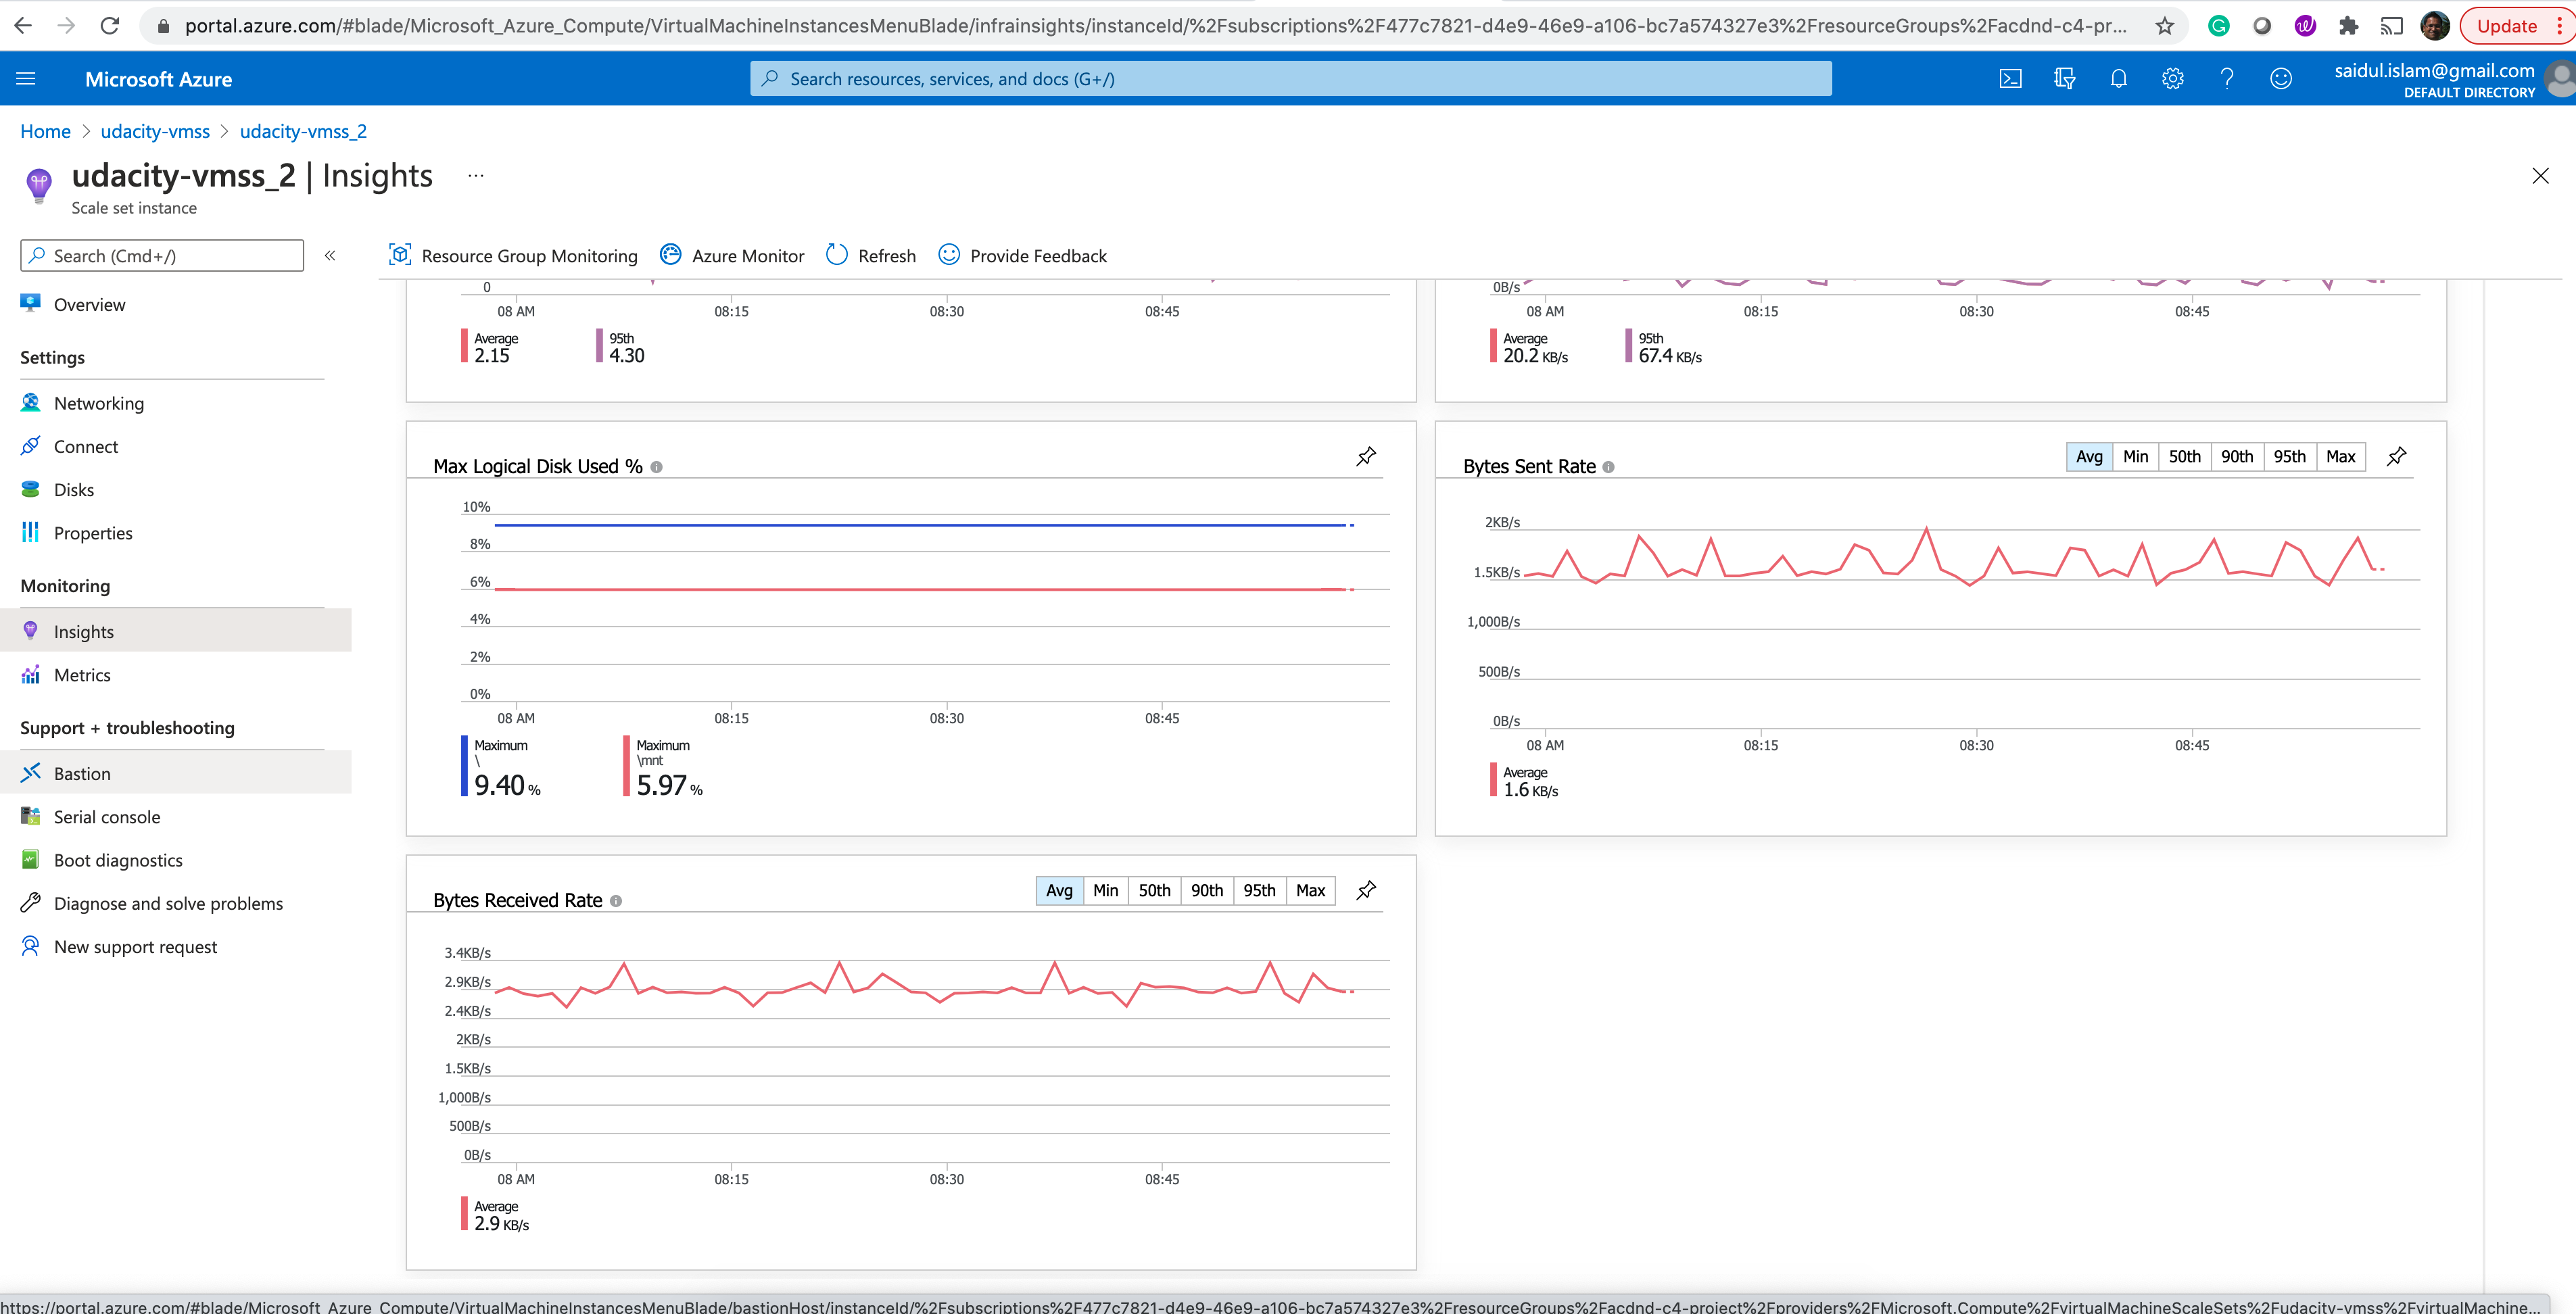 portal.azure.com/#blade/Microsoft_Azure_Compute/VirtualMachineInstancesMenuBlade/infrainsights/instanceId/%2Fsubscriptions%2F477c7821-d4e9-46e9-a106-bc7a574327e3%2FresourceGroups%2Facdnd-c4-pr...
Update
Microsoft Azure
Search resources, services, and docs (G+/)
saidul.islam@gmail.com
DEFAULT DIRECTORY
Home > udacity-vmss > udacity-vmss_2
udacity-vmss_2 | Insights ...
Scale set instance
Search (Cmd+/)
«
Resource Group Monitoring
Azure Monitor
Refresh
Provide Feedback
Overview
Settings
Networking
Connect
Disks
Properties
Monitoring
Insights
Metrics
Support + troubleshooting
Bastion
Serial console
Boot diagnostics
Diagnose and solve problems
New support request
0
08 AM 08:15 08:30 08:45
Average
2.15
95th
4.30
0B/s
08 AM 08:15 08:30 08:45
Average
20.2 KB/s
95th
67.4 KB/s
Max Logical Disk Used %
10%
8%
6%
4%
2%
0%
08 AM 08:15 08:30 08:45
Maximum
\
9.40 %
Maximum
\mnt
5.97 %
Bytes Sent Rate
Avg Min 50th 90th 95th Max
2KB/s
1.5KB/s
1,000B/s
500B/s
0B/s
08 AM 08:15 08:30 08:45
Average
1.6 KB/s
Bytes Received Rate
Avg Min 50th 90th 95th Max
3.4KB/s
2.9KB/s
2.4KB/s
2KB/s
1.5KB/s
1,000B/s
500B/s
0B/s
08 AM 08:15 08:30 08:45
Average
2.9 KB/s
https://portal.azure.com/#blade/Microsoft_Azure_Compute/VirtualMachineInstancesMenuBlade/bastionHost/instanceId/%2Fsubscriptions%2F477c7821-d4e9-46e9-a106-bc7a574327e3%2FresourceGroups%2Facdnd-c4-project%2Fproviders%2FMicrosoft.Compute%2FvirtualMachineScaleSets%2Fudacity-vmss%2FvirtualMachine...